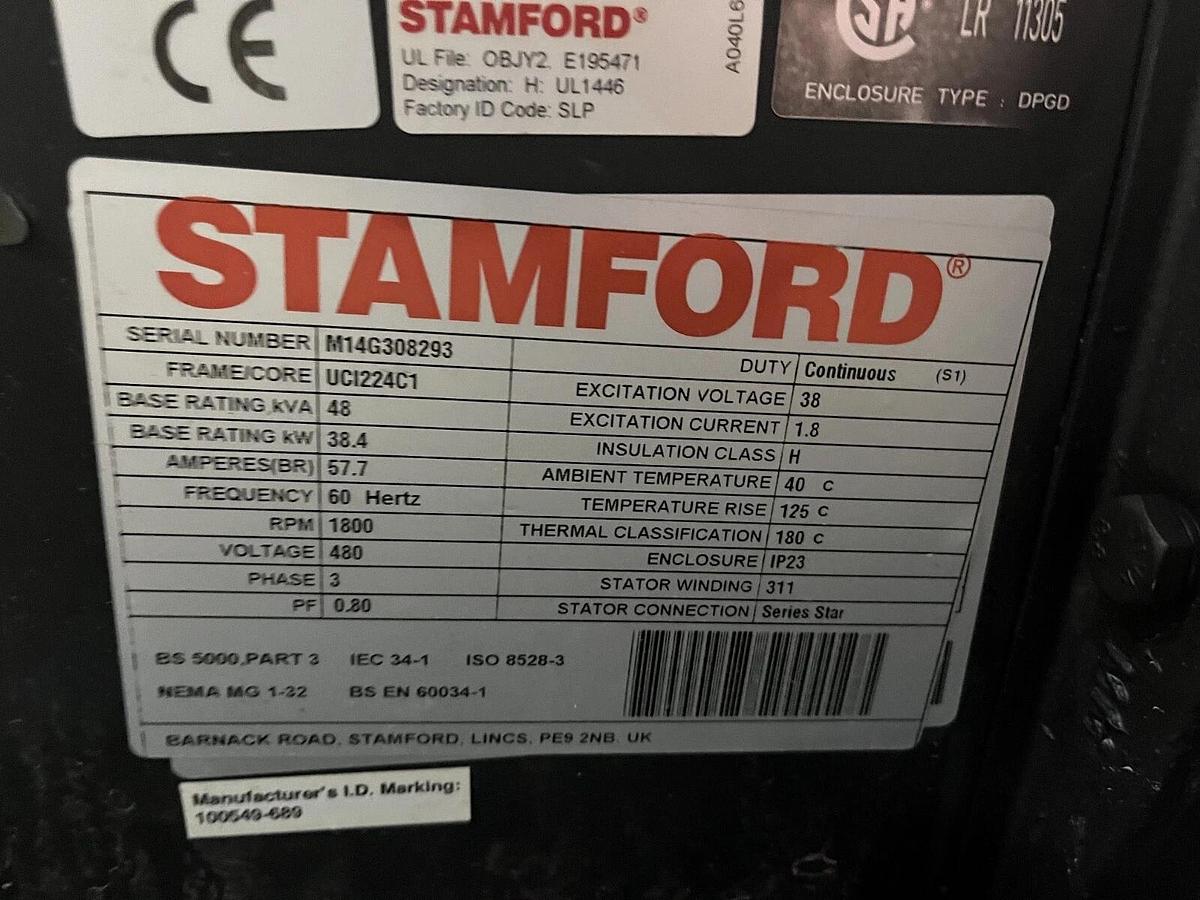 CE
STAMFORD®
UL File: OBJY2. E195471
Designation: H: UL1446
Factory ID Code: SLP
A040L6
SA® LR 11305
ENCLOSURE TYPE : DPGD
STAMFORD®
SERIAL NUMBER M14G308293
FRAME/CORE UCI224C1
BASE RATING kVA 48
BASE RATING kW 38.4
AMPERES(BR) 57.7
FREQUENCY 60 Hertz
RPM 1800
VOLTAGE 480
PHASE 3
PF 0.80
DUTY Continuous (S1)
EXCITATION VOLTAGE 38
EXCITATION CURRENT 1.8
INSULATION CLASS H
AMBIENT TEMPERATURE 40 C
TEMPERATURE RISE 125 C
THERMAL CLASSIFICATION 180 C
ENCLOSURE IP23
STATOR WINDING 311
STATOR CONNECTION Series Star
BS 5000,PART 3 IEC 34-1 ISO 8528-3
NEMA MG 1-32 BS EN 60034-1
BARNACK ROAD, STAMFORD, LINCS, PE9 2NB. UK
Manufacturer's I.D. Marking:
100549-689